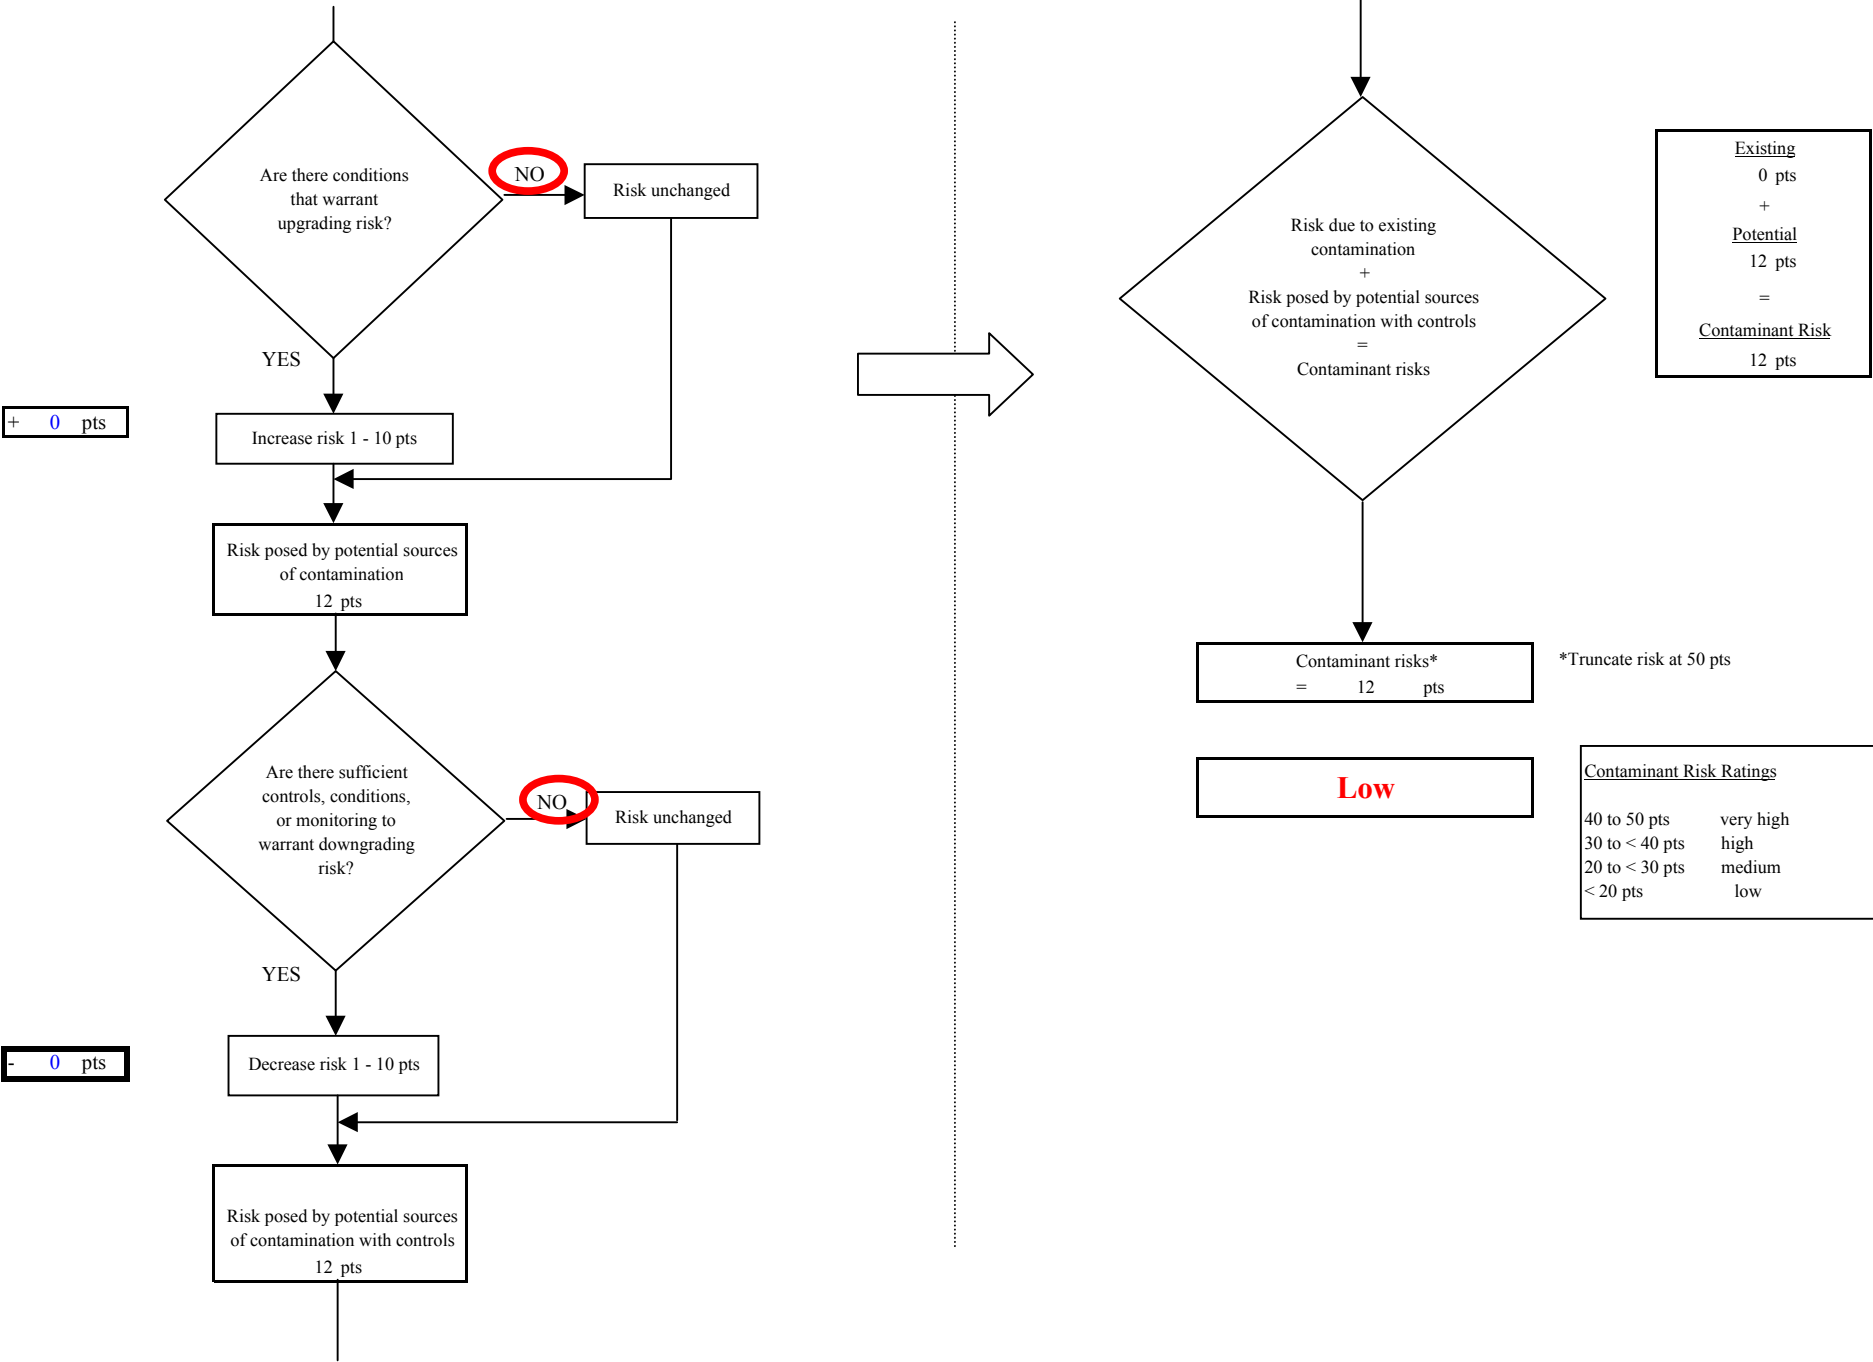 Are there conditions
that warrant
upgrading risk?
NO
Risk unchanged
YES
+ 0 pts
Increase risk 1 - 10 pts
Risk posed by potential sources
of contamination
12 pts
Are there sufficient
controls, conditions,
or monitoring to
warrant downgrading
risk?
NO
Risk unchanged
YES
- 0 pts
Decrease risk 1 - 10 pts
Risk posed by potential sources
of contamination with controls
12 pts
Risk due to existing
contamination
+
Risk posed by potential sources
of contamination with controls
=
Contaminant risks
Existing
0 pts
+
Potential
12 pts
=
Contaminant Risk
12 pts
Contaminant risks*
= 12 pts
*Truncate risk at 50 pts
Low
Contaminant Risk Ratings
40 to 50 pts very high
30 to < 40 pts high
20 to < 30 pts medium
< 20 pts low